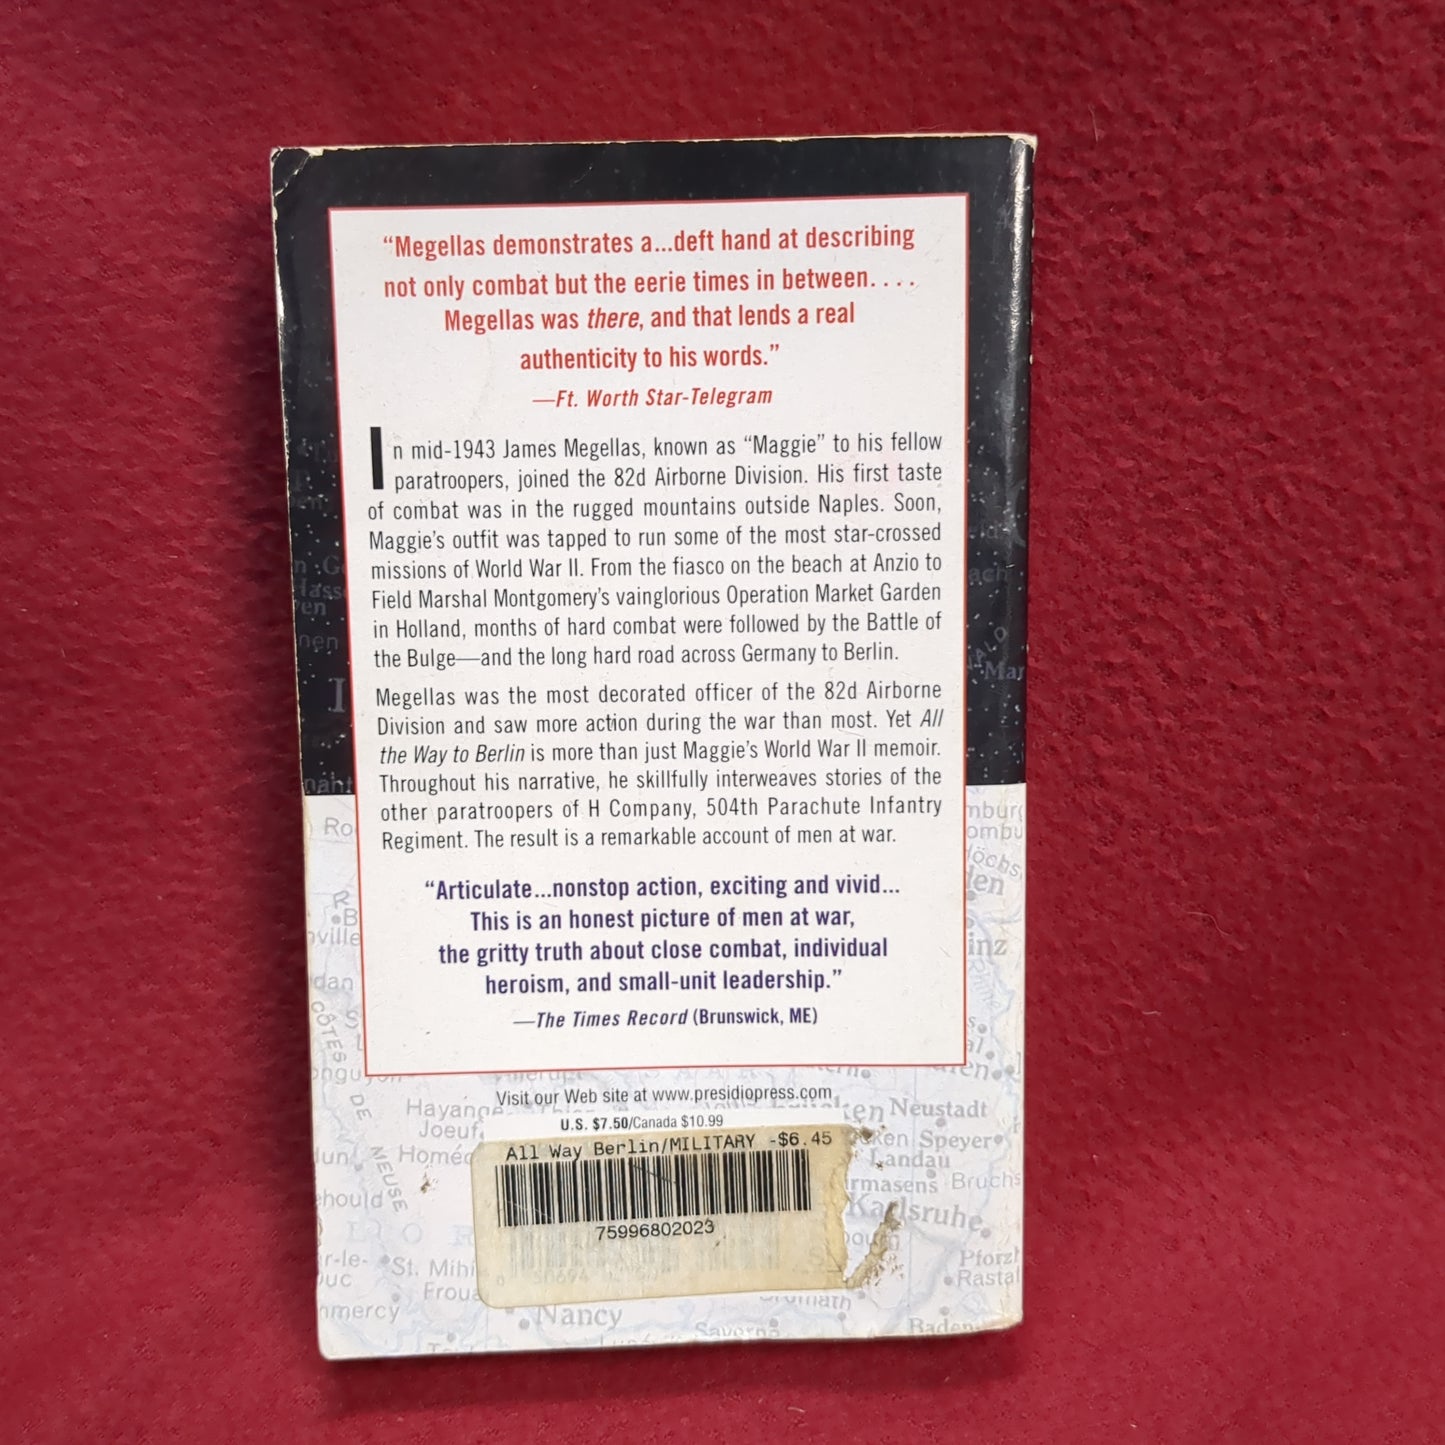 “Megellas demonstrates a...deft hand at describing
not only combat but the eerie times in between. . . .
Megellas was there, and that lends a real
authenticity to his words.”
—Ft. Worth Star-Telegram
In mid-1943 James Megellas, known as “Maggie” to his fellow
paratroopers, joined the 82d Airborne Division. His first taste
of combat was in the rugged mountains outside Naples. Soon,
Maggie’s outfit was tapped to run some of the most star-crossed
missions of World War II. From the fiasco on the beach at Anzio to
Field Marshal Montgomery’s vainglorious Operation Market Garden
in Holland, months of hard combat were followed by the Battle of
the Bulge—and the long hard road across Germany to Berlin.
Megellas was the most decorated officer of the 82d Airborne
Division and saw more action during the war than most. Yet All
the Way to Berlin is more than just Maggie’s World War II memoir.
Throughout his narrative, he skillfully interweaves stories of the
other paratroopers of H Company, 504th Parachute Infantry
Regiment. The result is a remarkable account of men at war.
“Articulate...nonstop action, exciting and vivid...
This is an honest picture of men at war,
the gritty truth about close combat, individual
heroism, and small-unit leadership.”
—The Times Record (Brunswick, ME)
Visit our Web site at www.presidiopress.com
U.S. $7.50/Canada $10.99
All Way Berlin/MILITARY -$6.45
75996802023
Hayange
Neustadt
Joeuf
Speyer
Landau
MEUSE
Karlsruhe
St. Mihi
Nancy
Saverne
CÔTES
DE